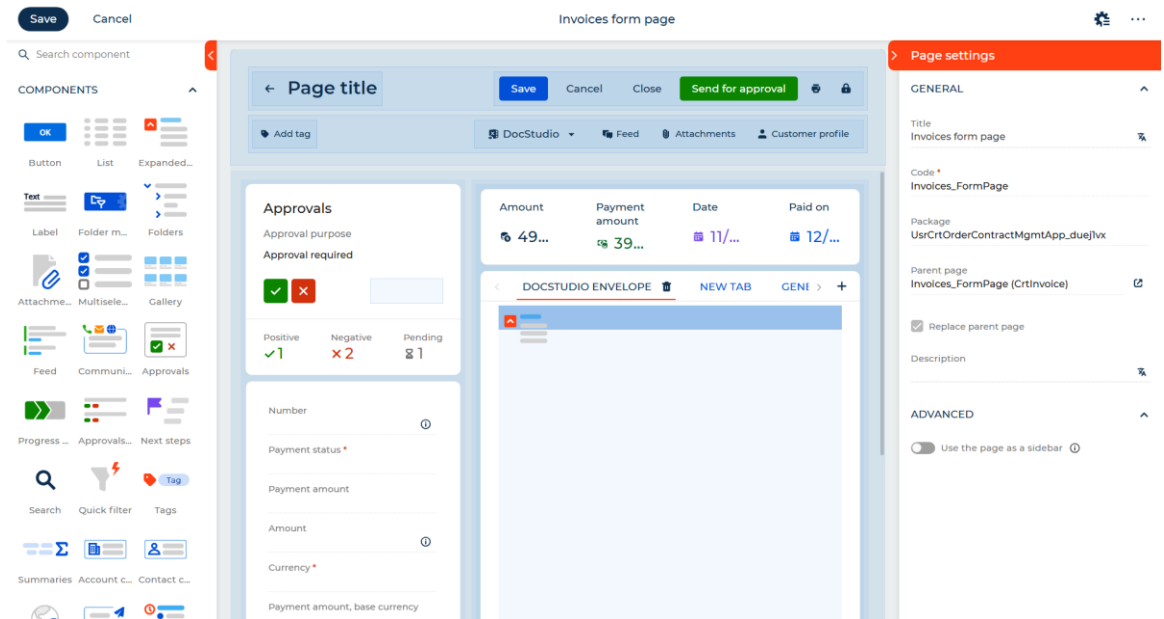 Save
Cancel
Invoices form page
Search component
COMPONENTS
OK
Button
List
Expanded...
Text
Label
Folder m...
Folders
Attachme...
Multisele...
Gallery
Feed
Communi...
Approvals
Progress ...
Approvals...
Next steps
Search
Quick filter
Tag
Tags
Summaries
Account c...
Contact c...
Page title
Save
Cancel
Close
Send for approval
Add tag
DocStudio
Feed
Attachments
Customer profile
Approvals
Approval purpose
Approval required
Positive
Negative
Pending
1
2
1
Number
Payment status *
Payment amount
Amount
Currency *
Payment amount, base currency
Amount
Payment
amount
Date
Paid on
49...
39...
11/...
12/...
DOCSTUDIO ENVELOPE
NEW TAB
GENE
Page settings
GENERAL
Title
Invoices form page
Code *
Invoices_FormPage
Package
UsrCrtOrderContractMgmtApp_duej1vx
Parent page
Invoices_FormPage (CrtInvoice)
Replace parent page
Description
ADVANCED
Use the page as a sidebar